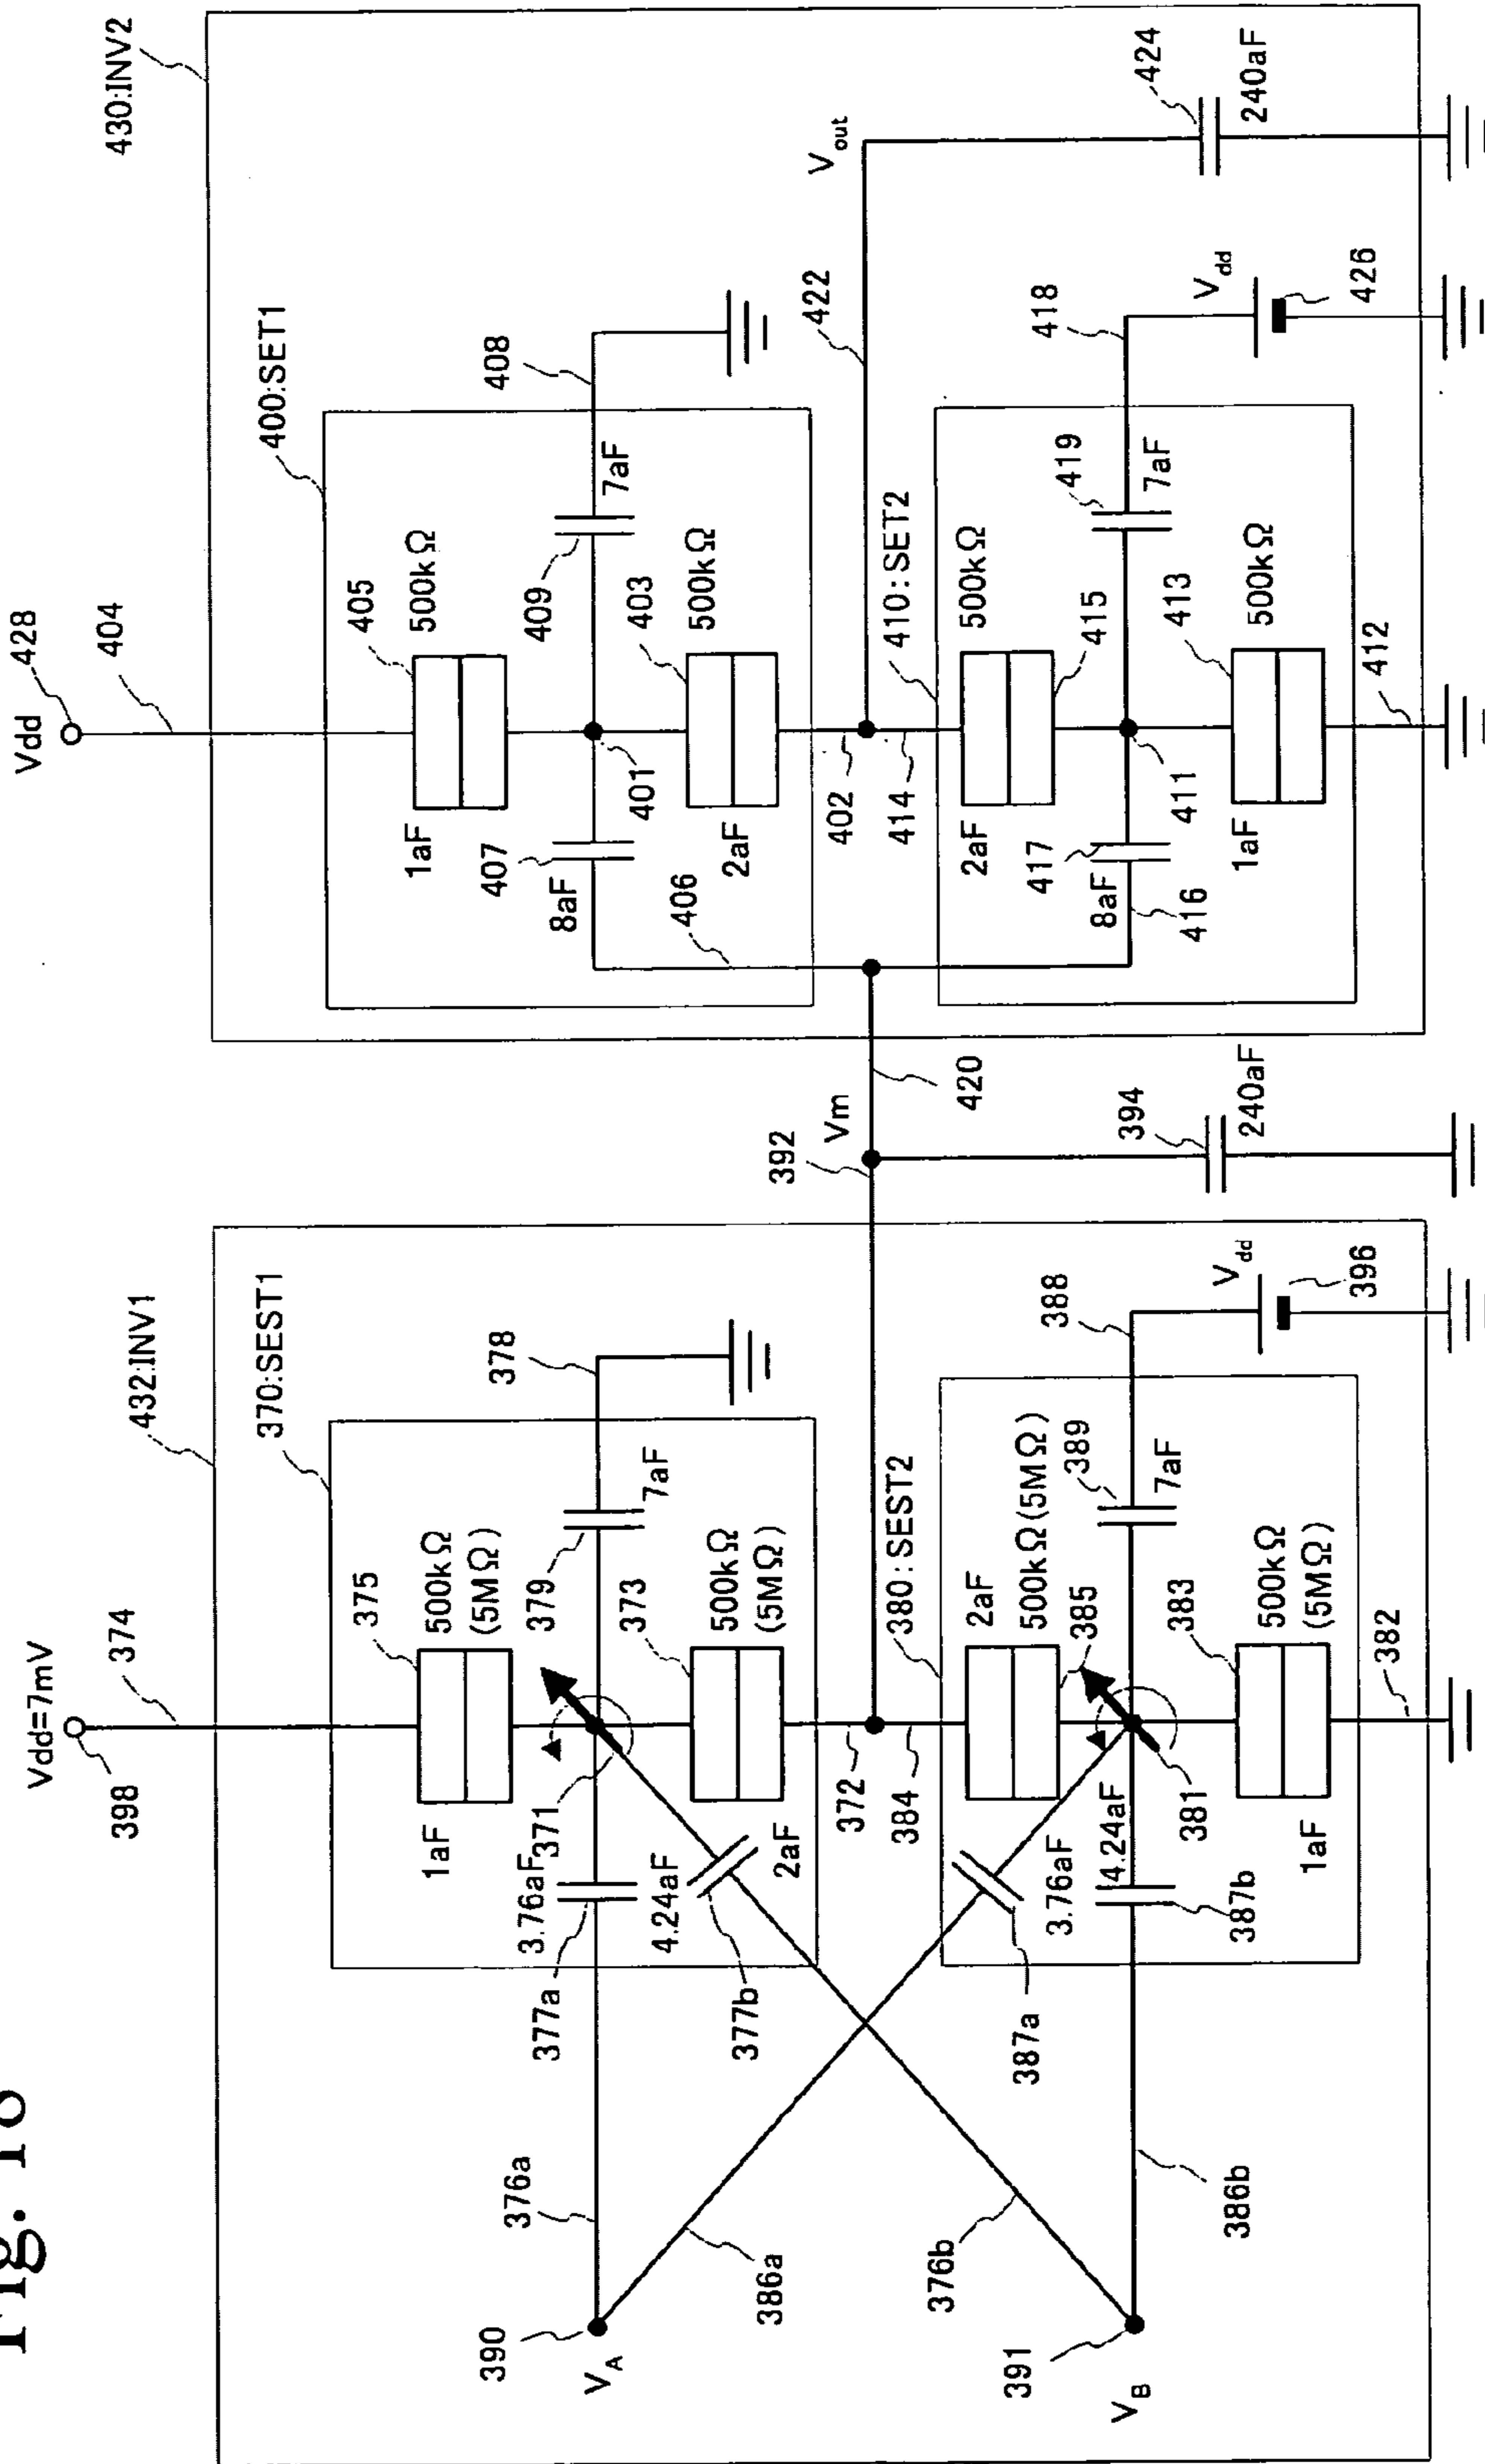 Fig. 18
432:INV1
Vdd=7mV
398
374
370:SEST1
375
500kΩ
(5MΩ)
1aF
378
379
7aF
371
3.76aF
4.24aF
377a
377b
373
500kΩ
(5MΩ)
2aF
376a
390
V_A
386a
376b
391
V_B
386b
372
384
392
Vm
420
394
240aF
380:SEST2
2aF
500kΩ(5MΩ)
385
389
7aF
388
V_dd
396
3.76aF
4.24aF
387a
387b
381
383
500kΩ
(5MΩ)
1aF
382
430:INV2
Vdd
428
404
400:SET1
405
500kΩ
1aF
408
409
7aF
401
407
8aF
403
500kΩ
2aF
406
402
414
422
V_out
424
240aF
410:SET2
500kΩ
2aF
415
419
7aF
418
V_dd
426
417
8aF
416
411
413
500kΩ
1aF
412